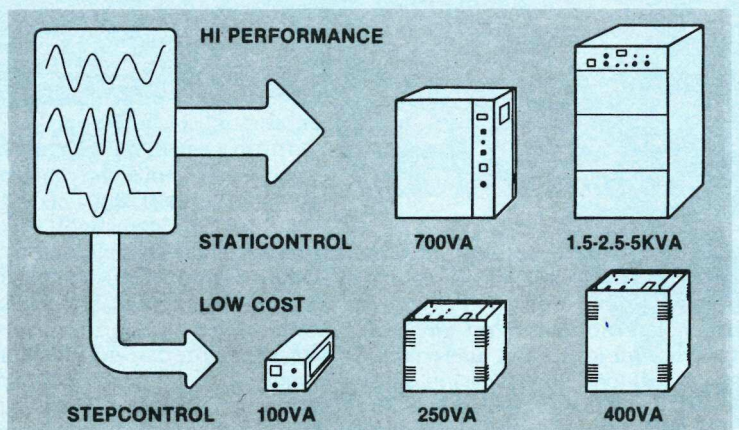 HI PERFORMANCE
STATICONTROL 700VA 1.5-2.5-5KVA
LOW COST
STEPCONTROL 100VA 250VA 400VA